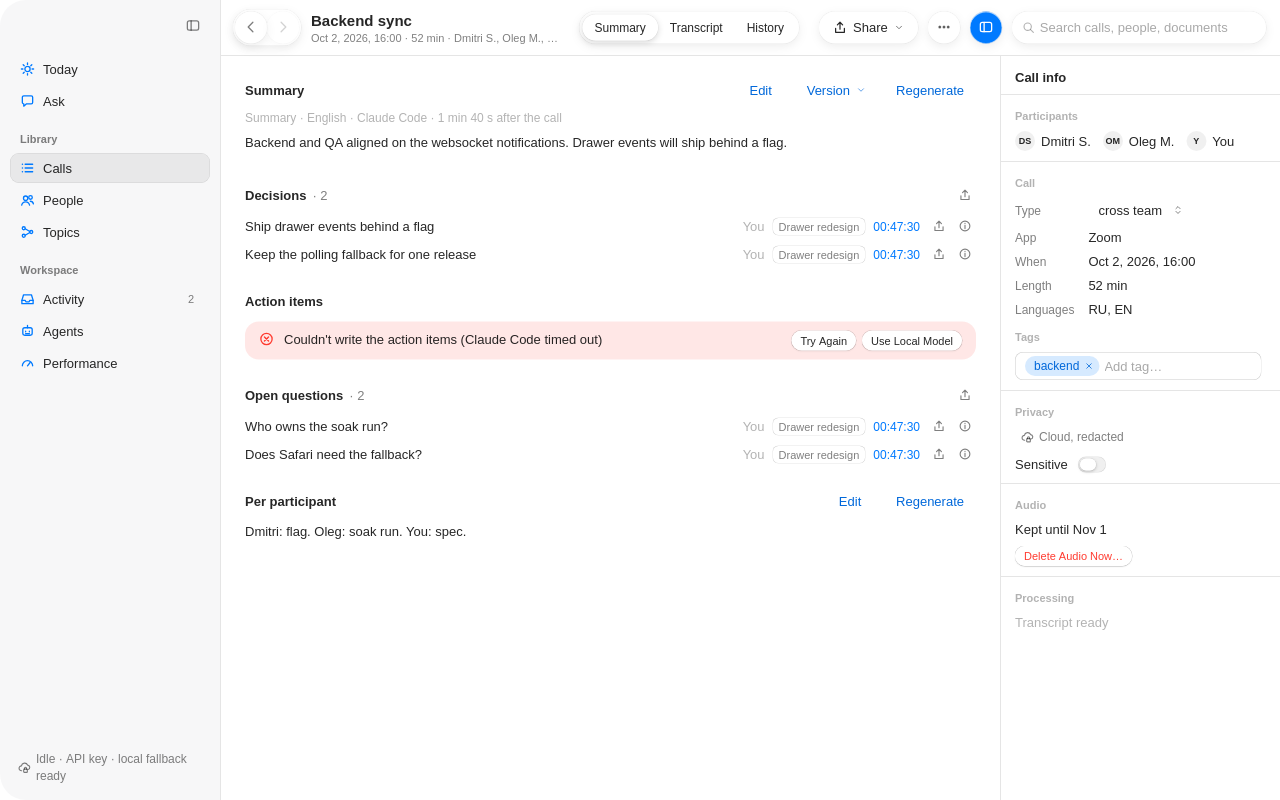 Backend sync
Oct 2, 2026, 16:00 · 52 min · Dmitri S., Oleg M., …
Summary
Transcript
History
Share
Search calls, people, documents
Today
Ask
Library
Calls
People
Topics
Workspace
Activity 2
Agents
Performance
Idle · API key · local fallback
ready
Summary Edit Version Regenerate
Summary · English · Claude Code · 1 min 40 s after the call
Backend and QA aligned on the websocket notifications. Drawer events will ship behind a flag.
Decisions · 2
Ship drawer events behind a flag You Drawer redesign 00:47:30
Keep the polling fallback for one release You Drawer redesign 00:47:30
Action items
Couldn't write the action items (Claude Code timed out) Try Again Use Local Model
Open questions · 2
Who owns the soak run? You Drawer redesign 00:47:30
Does Safari need the fallback? You Drawer redesign 00:47:30
Per participant Edit Regenerate
Dmitri: flag. Oleg: soak run. You: spec.
Call info
Participants
DS Dmitri S. OM Oleg M. Y You
Call
Type cross team
App Zoom
When Oct 2, 2026, 16:00
Length 52 min
Languages RU, EN
Tags
backend × Add tag…
Privacy
Cloud, redacted
Sensitive
Audio
Kept until Nov 1
Delete Audio Now…
Processing
Transcript ready